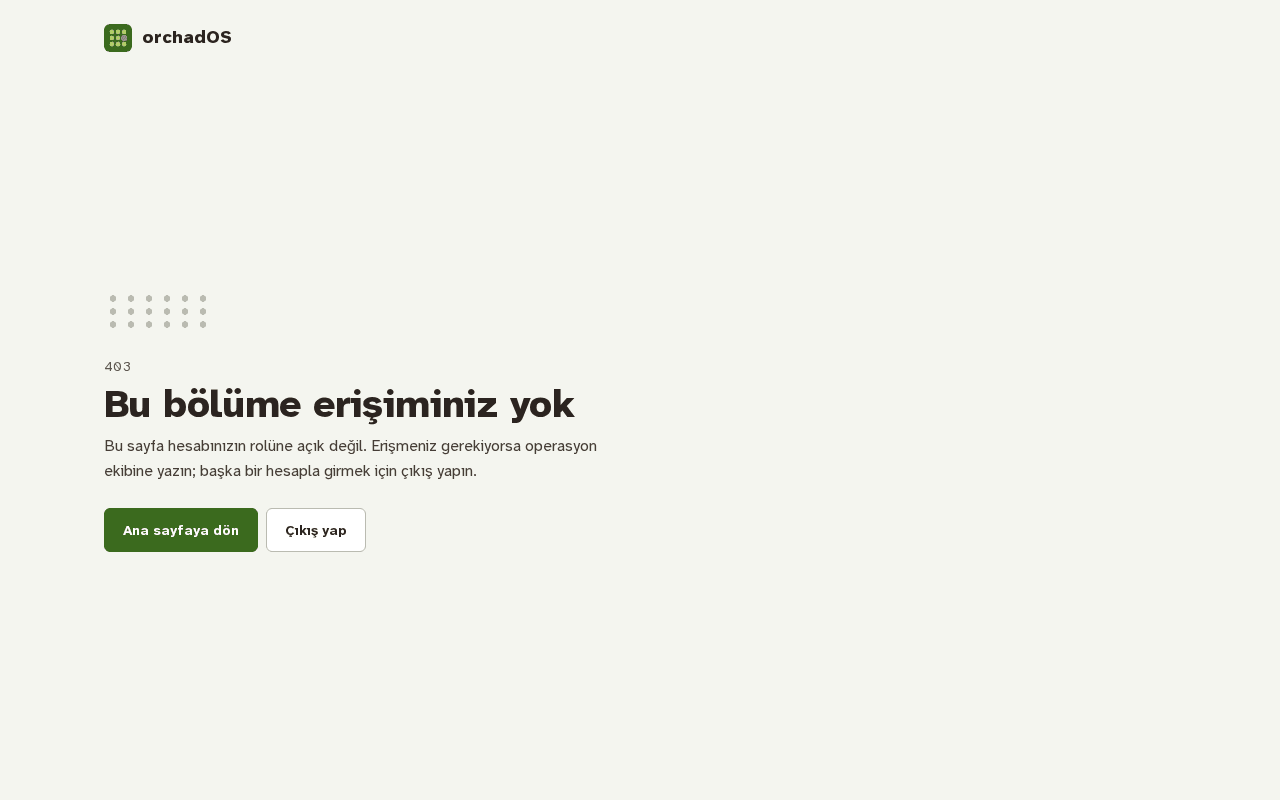 orchadOS
403
Bu bölüme erişiminiz yok
Bu sayfa hesabınızın rolüne açık değil. Erişmeniz gerekiyorsa operasyon
ekibine yazın; başka bir hesapla girmek için çıkış yapın.
Ana sayfaya dön
Çıkış yap